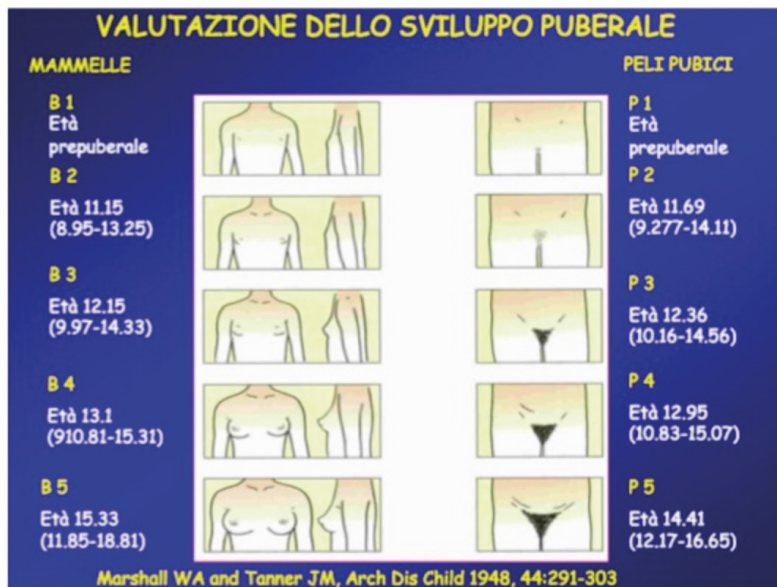 VALUTAZIONE DELLO SVILUPPO PUBERALE
MAMMELLE
B 1
Età
prepuberale
B 2
Età 11.15
(8.95-13.25)
B 3
Età 12.15
(9.97-14.33)
B 4
Età 13.1
(910.81-15.31)
B 5
Età 15.33
(11.85-18.81)
PELI PUBICI
P 1
Età
prepuberale
P 2
Età 11.69
(9.277-14.11)
P 3
Età 12.36
(10.16-14.56)
P 4
Età 12.95
(10.83-15.07)
P 5
Età 14.41
(12.17-16.65)
Marshall WA and Tanner JM, Arch Dis Child 1948, 44:291-303